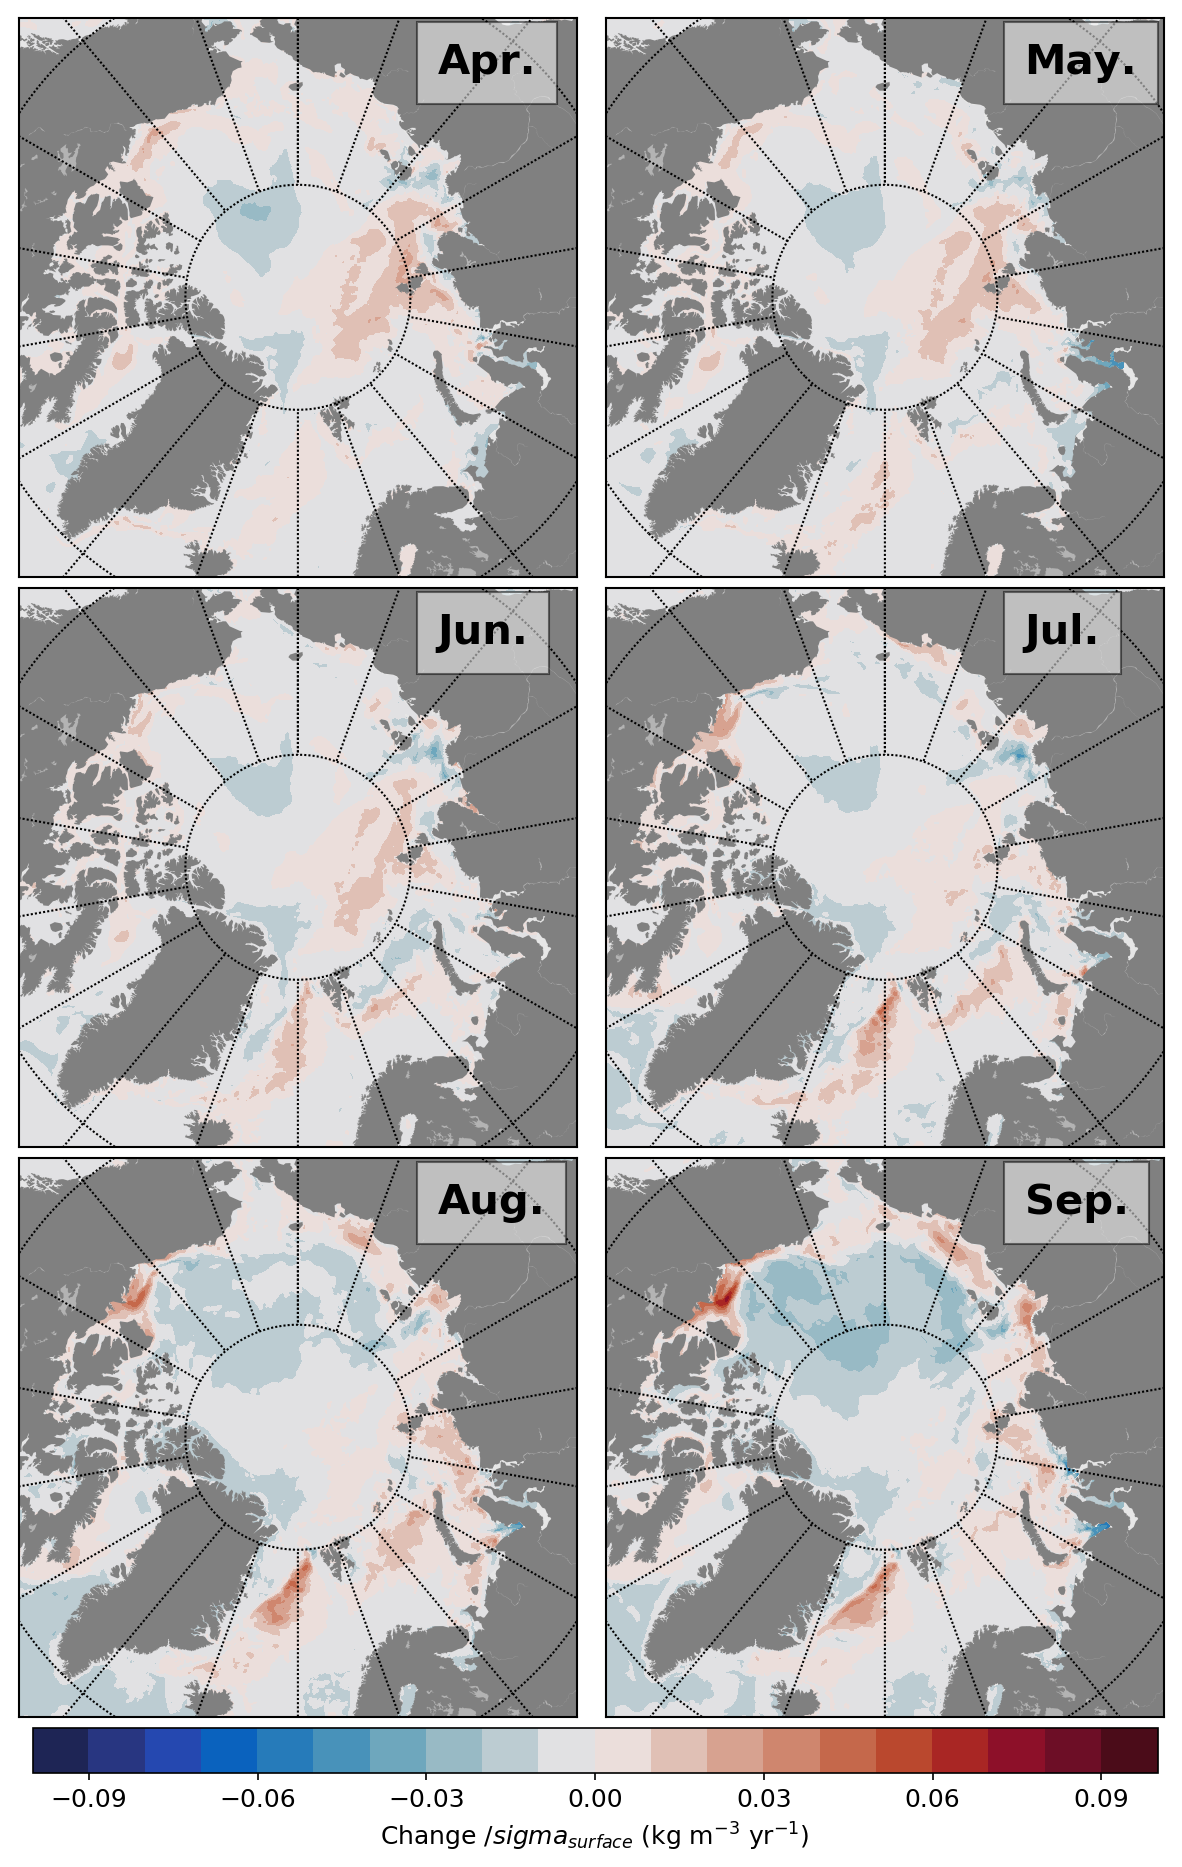 Apr.
May.
Jun.
Jul.
Aug.
Sep.
−0.09 −0.06 −0.03 0.00 0.03 0.06 0.09
Change /sigma_surface (kg m⁻³ yr⁻¹)